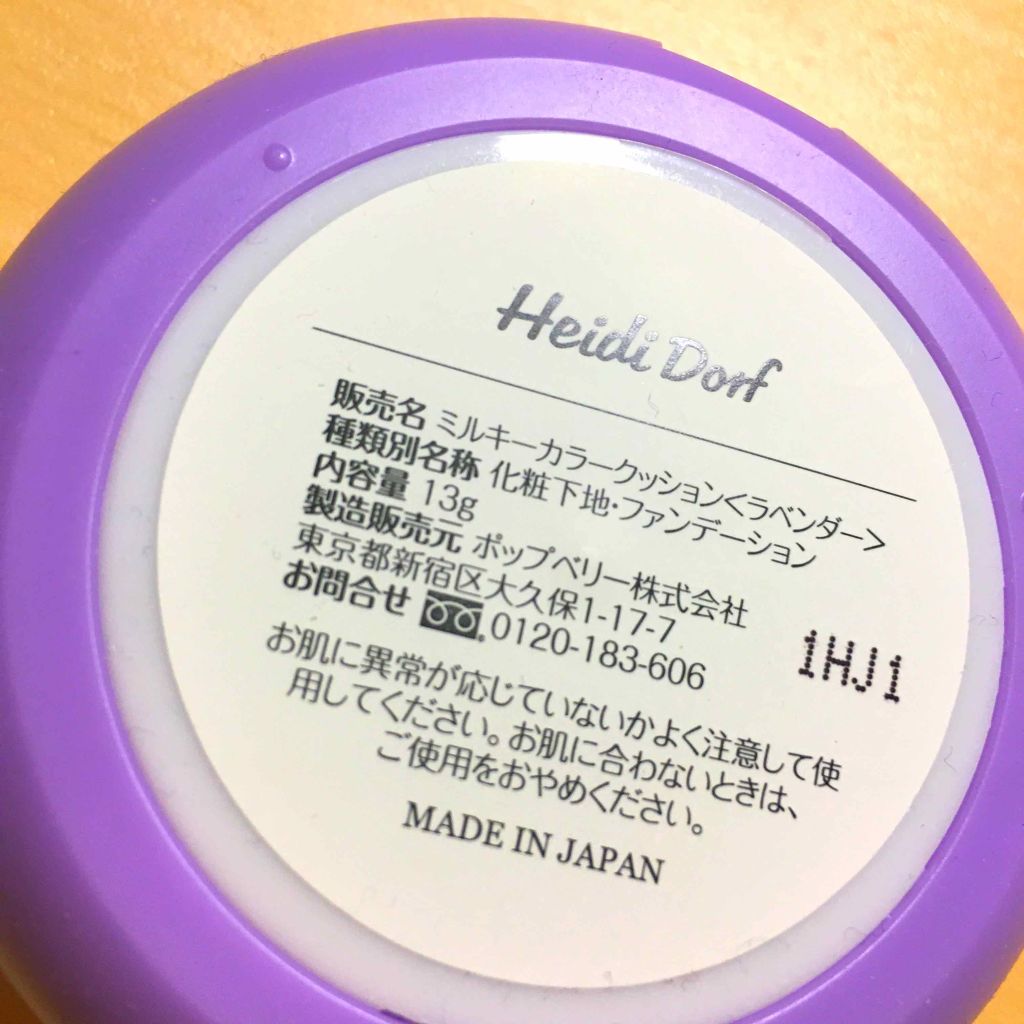 Heidi Dorf
販売名 ミルキーカラークッション<ラベンダー>
種類別名称 化粧下地・ファンデーション
内容量 13g
製造販売元 ポップベリー株式会社
東京都新宿区大久保1-17-7
お問合せ 0120-183-606
1HJ1
お肌に異常が応じていないかよく注意して使
用してください。お肌に合わないときは、
ご使用をおやめください。
MADE IN JAPAN